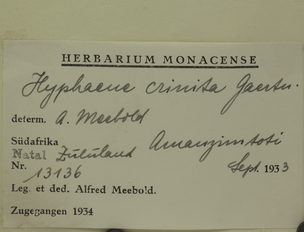 HERBARIUM MONACENSE
Hyphaene crinita Gaertn.
determ. A. Meebold
Südafrika
Natal Zululand Amanzimtoti
Nr. 13136 Sept. 1933
Leg. et ded. Alfred Meebold.
Zugegangen 1934